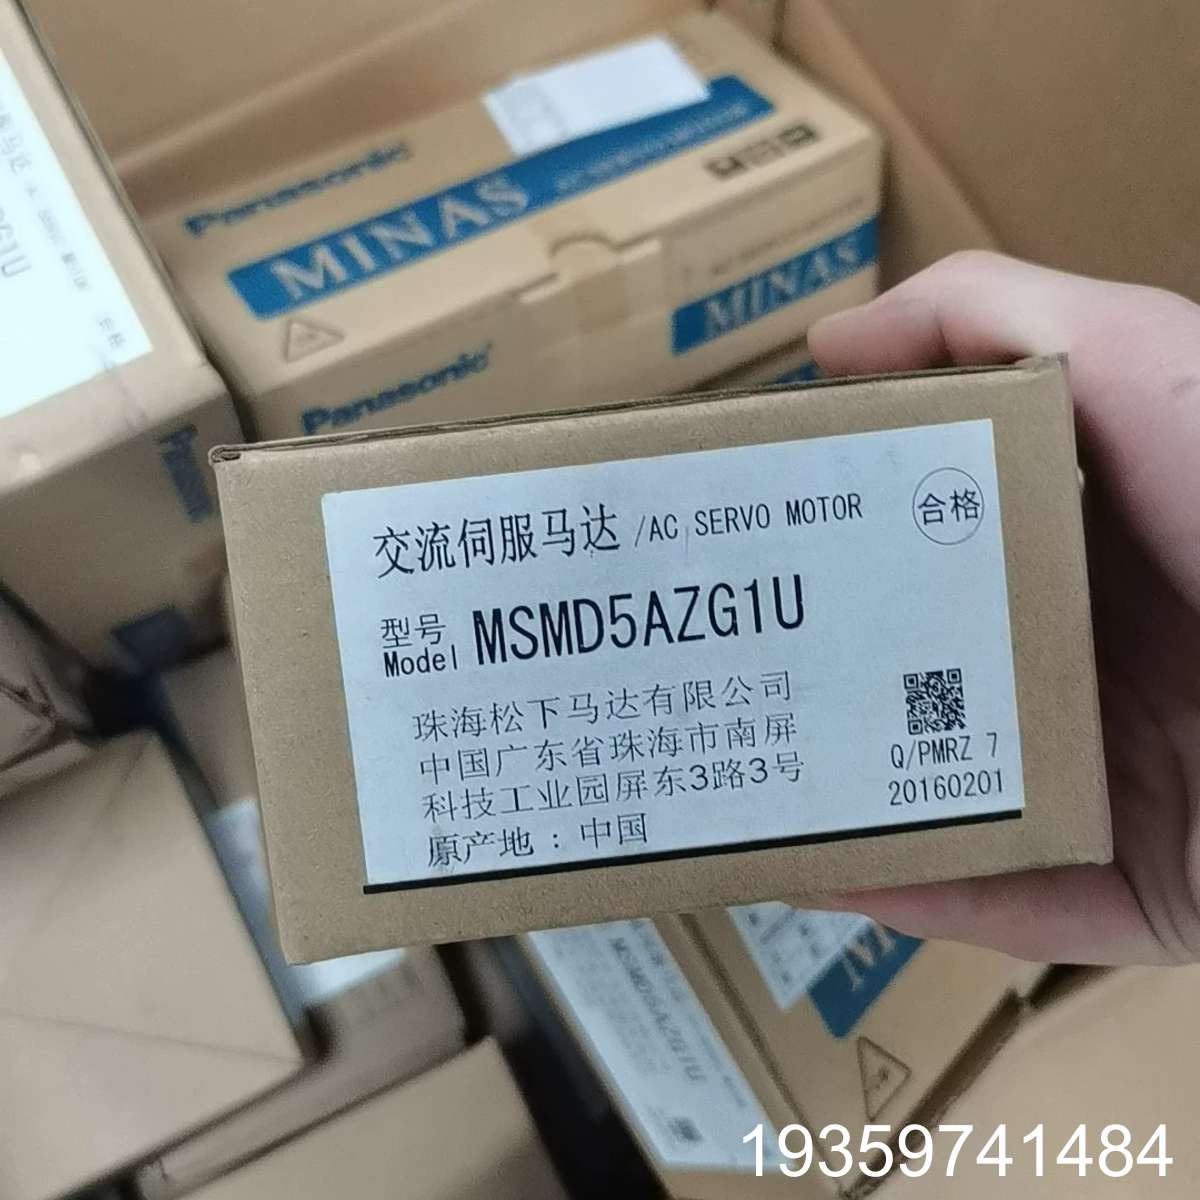 Panasonic
MINAS
MINAS
Panasonic
交流伺服马达 /AC SERVO MOTOR
合格
型号
Model MSMD5AZG1U
珠海松下马达有限公司
中国广东省珠海市南屏
科技工业园屏东3路3号
原产地：中国
Q/PMRZ 7
20160201
MSMD5AZG1U
19359741484